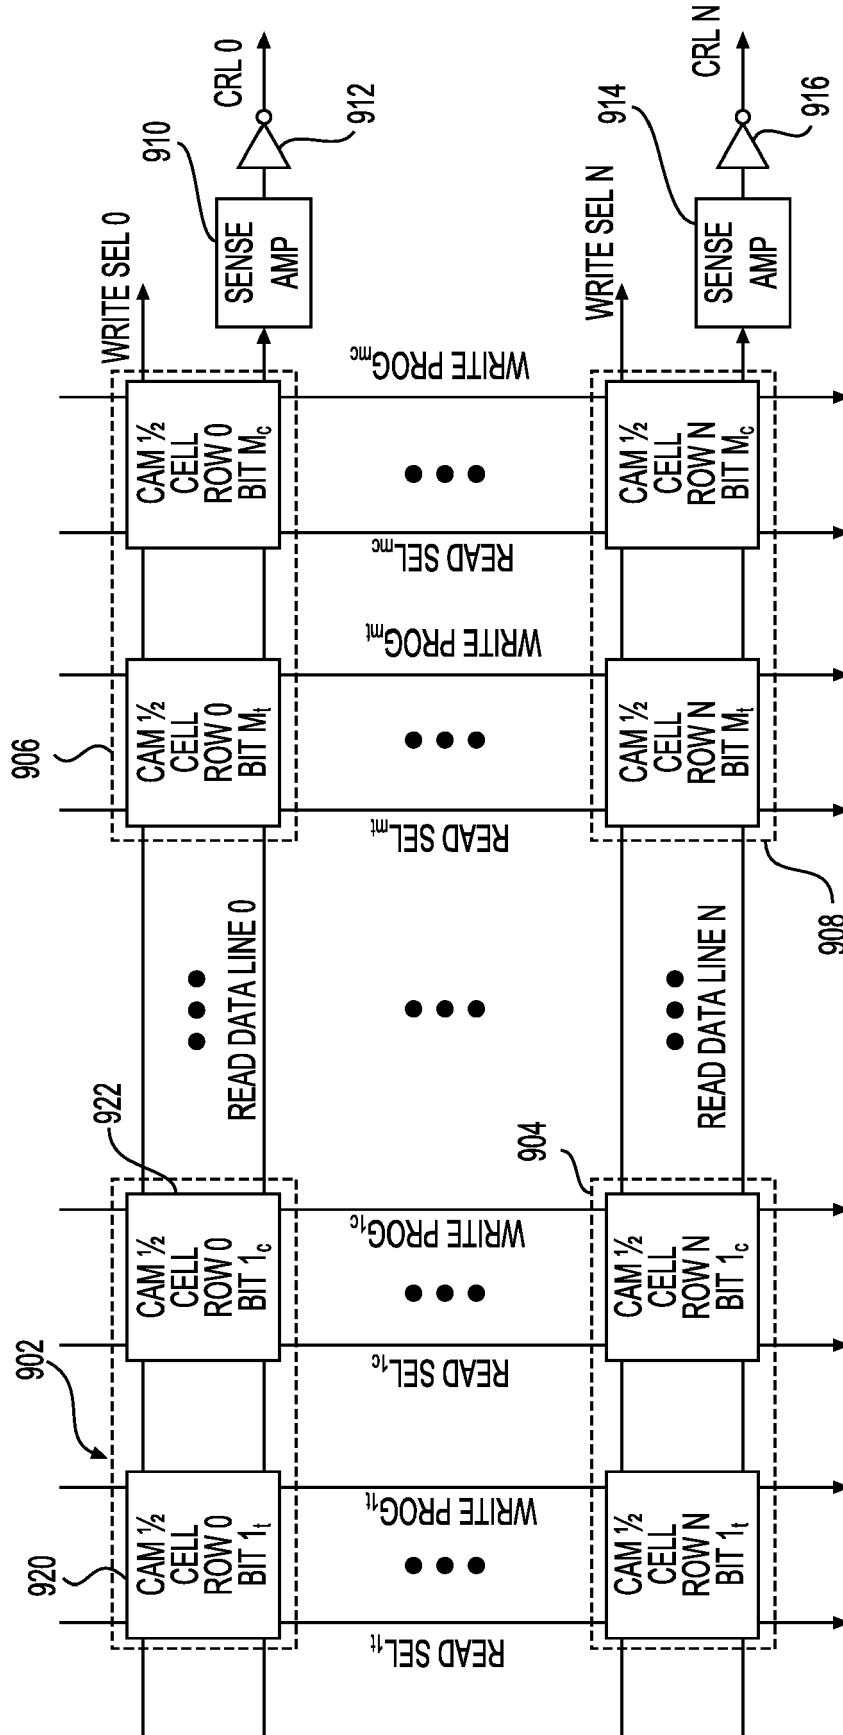 902
920
CAM ½
CELL
ROW 0
BIT 1t
922
CAM ½
CELL
ROW 0
BIT 1c
906
CAM ½
CELL
ROW 0
BIT Mt
CAM ½
CELL
ROW 0
BIT Mc
WRITE SEL 0
910
SENSE
AMP
912
CRL 0
READ DATA LINE 0
READ SEL1t
WRITE PROG1t
READ SEL1c
WRITE PROG1c
READ SELmt
WRITE PROGmt
READ SELmc
WRITE PROGmc
904
CAM ½
CELL
ROW N
BIT 1t
CAM ½
CELL
ROW N
BIT 1c
READ DATA LINE N
908
CAM ½
CELL
ROW N
BIT Mt
CAM ½
CELL
ROW N
BIT Mc
WRITE SEL N
914
SENSE
AMP
916
CRL N